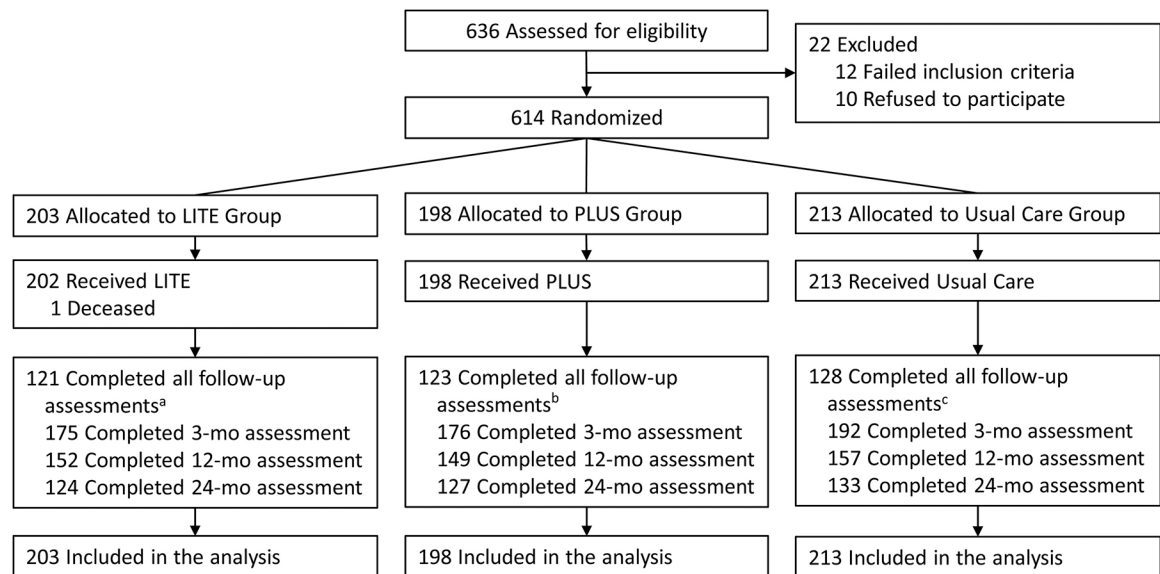 636 Assessed for eligibility
22 Excluded
12 Failed inclusion criteria
10 Refused to participate
614 Randomized
203 Allocated to LITE Group
198 Allocated to PLUS Group
213 Allocated to Usual Care Group
202 Received LITE
1 Deceased
198 Received PLUS
213 Received Usual Care
121 Completed all follow-up
assessmentsᵃ
175 Completed 3-mo assessment
152 Completed 12-mo assessment
124 Completed 24-mo assessment
123 Completed all follow-up
assessmentsᵇ
176 Completed 3-mo assessment
149 Completed 12-mo assessment
127 Completed 24-mo assessment
128 Completed all follow-up
assessmentsᶜ
192 Completed 3-mo assessment
157 Completed 12-mo assessment
133 Completed 24-mo assessment
203 Included in the analysis
198 Included in the analysis
213 Included in the analysis